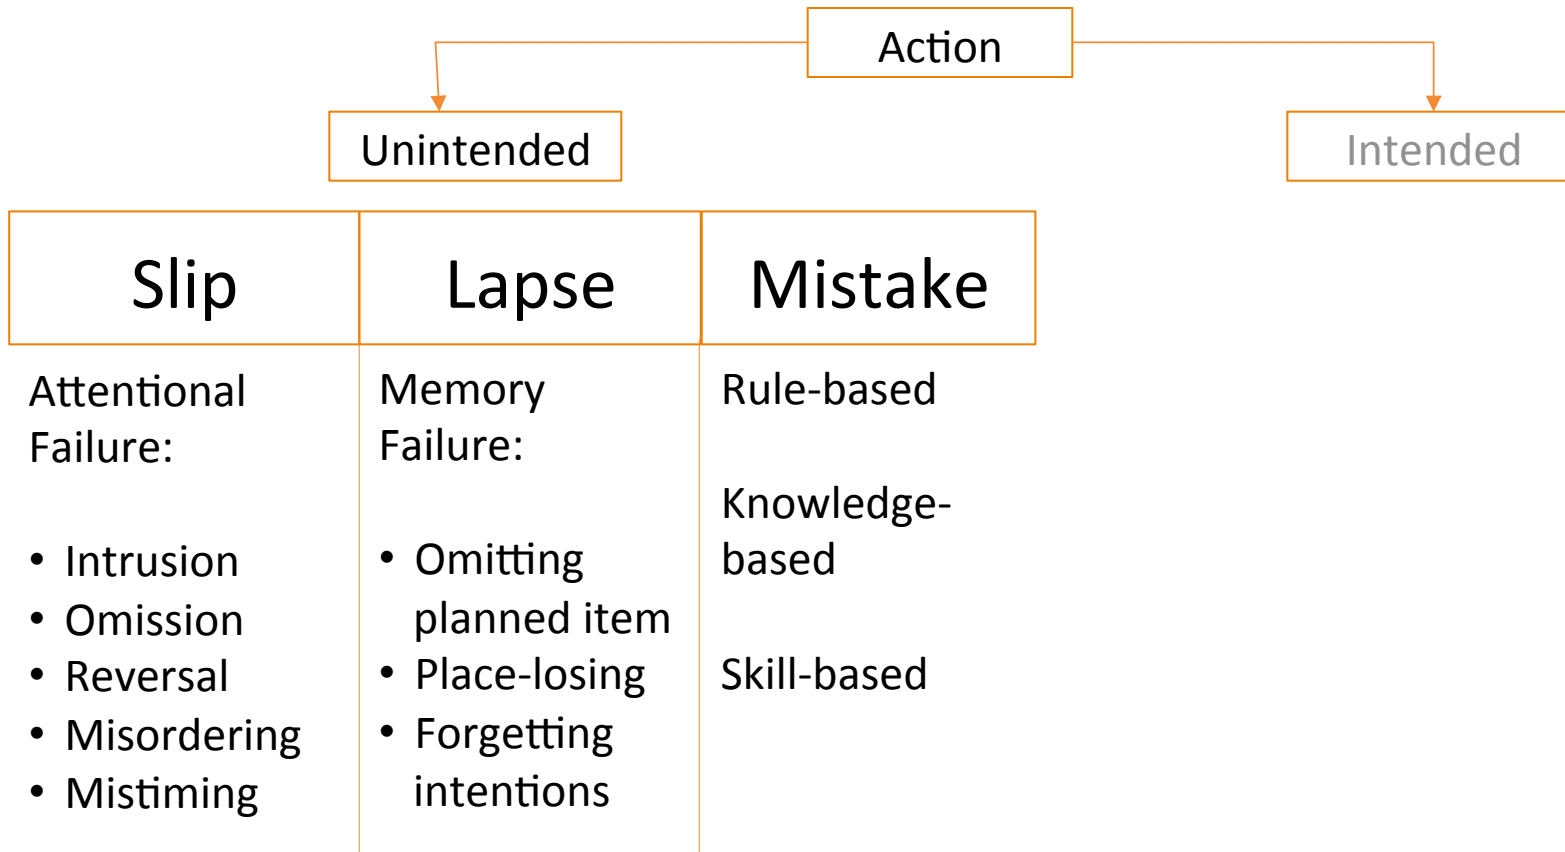 Action
Unintended
Intended
Slip
Lapse
Mistake
Attentional
Failure:
• Intrusion
• Omission
• Reversal
• Misordering
• Mistiming
Memory
Failure:
• Omitting
planned item
• Place-losing
• Forgetting
intentions
Rule-based
Knowledge-
based
Skill-based